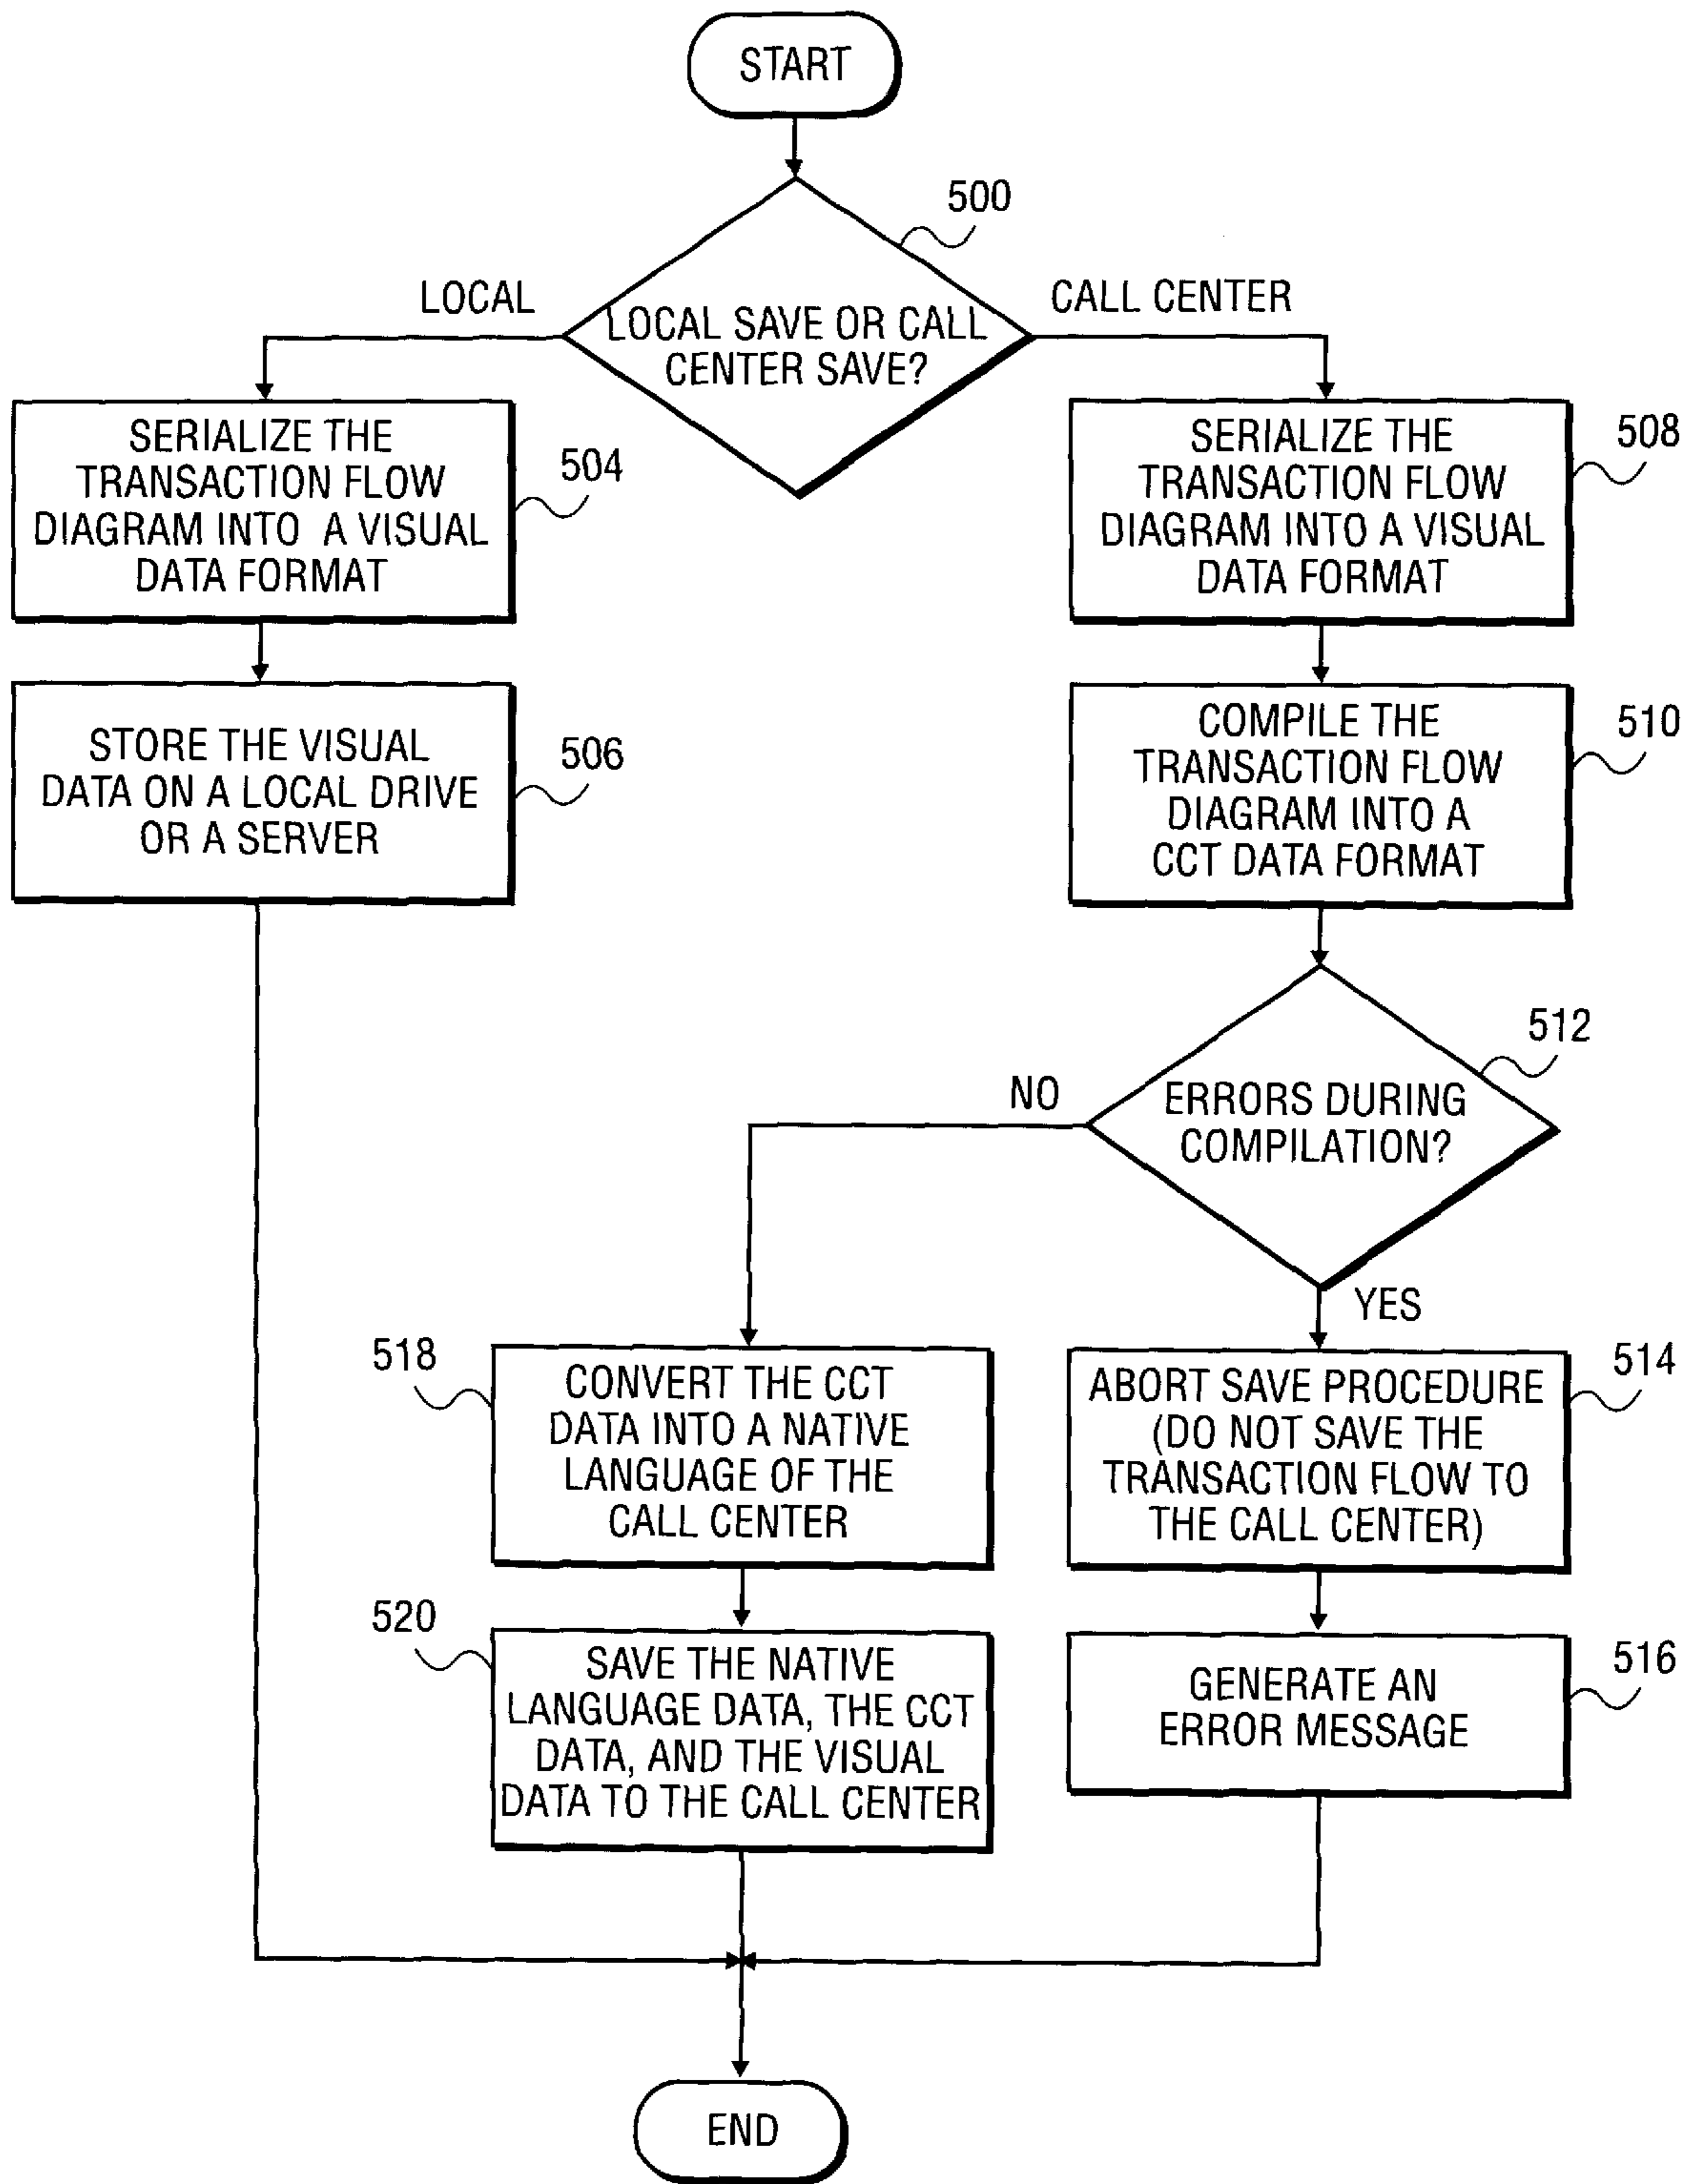 START
500
LOCAL
CALL CENTER
LOCAL SAVE OR CALL
CENTER SAVE?
SERIALIZE THE
TRANSACTION FLOW
DIAGRAM INTO A VISUAL
DATA FORMAT
504
SERIALIZE THE
TRANSACTION FLOW
DIAGRAM INTO A VISUAL
DATA FORMAT
508
STORE THE VISUAL
DATA ON A LOCAL DRIVE
OR A SERVER
506
COMPILE THE
TRANSACTION FLOW
DIAGRAM INTO A
CCT DATA FORMAT
510
512
NO
ERRORS DURING
COMPILATION?
YES
518
CONVERT THE CCT
DATA INTO A NATIVE
LANGUAGE OF THE
CALL CENTER
514
ABORT SAVE PROCEDURE
(DO NOT SAVE THE
TRANSACTION FLOW TO
THE CALL CENTER)
520
SAVE THE NATIVE
LANGUAGE DATA, THE CCT
DATA, AND THE VISUAL
DATA TO THE CALL CENTER
516
GENERATE AN
ERROR MESSAGE
END